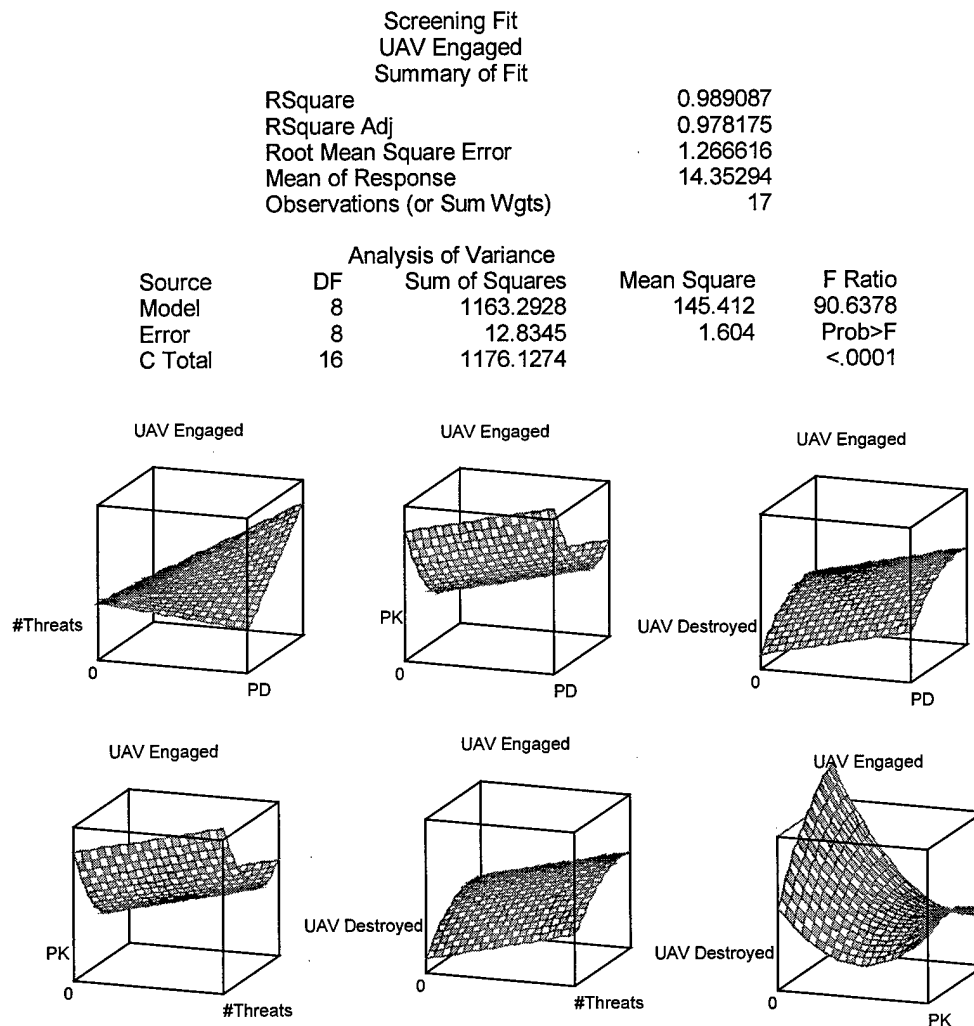 Screening Fit
UAV Engaged
Summary of Fit
RSquare 0.989087
RSquare Adj 0.978175
Root Mean Square Error 1.266616
Mean of Response 14.35294
Observations (or Sum Wgts) 17
Analysis of Variance
Source DF Sum of Squares Mean Square F Ratio
Model 8 1163.2928 145.412 90.6378
Error 8 12.8345 1.604 Prob>F
C Total 16 1176.1274 <.0001
UAV Engaged UAV Engaged UAV Engaged
#Threats PK UAV Destroyed
0 0 0
PD PD PD
UAV Engaged UAV Engaged UAV Engaged
PK UAV Destroyed UAV Destroyed
0 0 0
#Threats #Threats PK